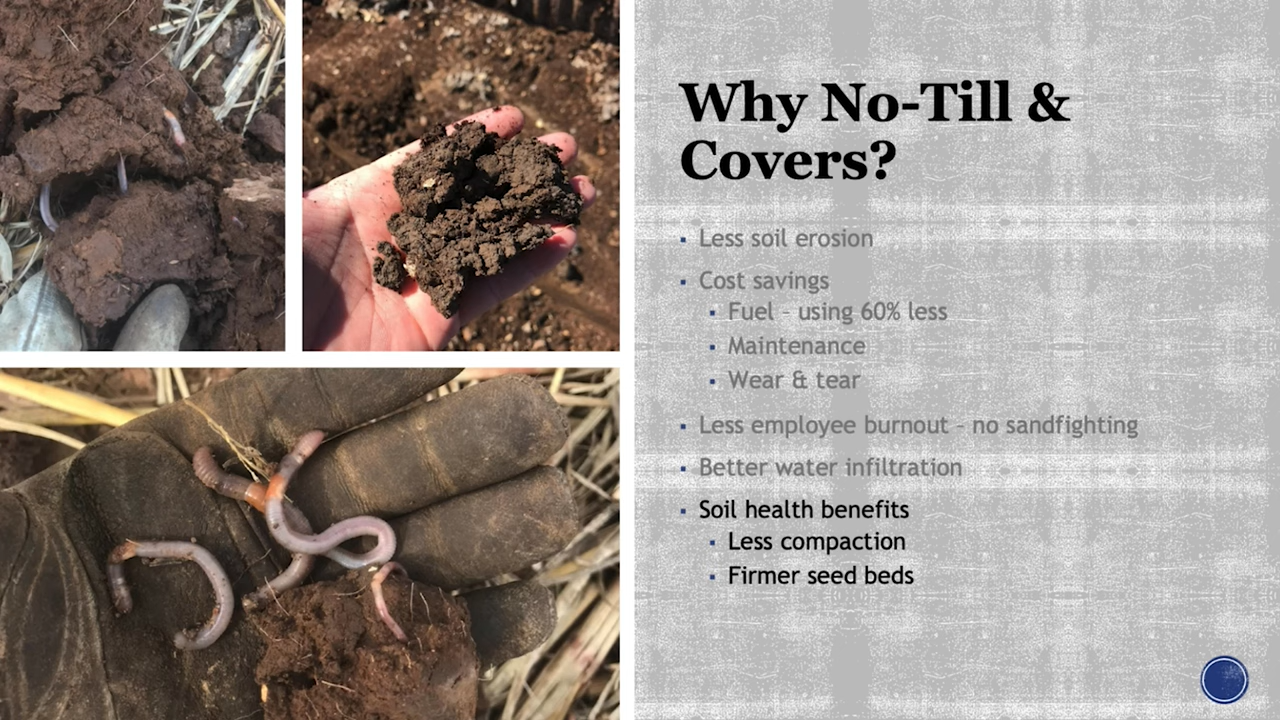 Why No-Till &
Covers?
Less soil erosion
Cost savings
Fuel – using 60% less
Maintenance
Wear & tear
Less employee burnout – no sandfighting
Better water infiltration
Soil health benefits
Less compaction
Firmer seed beds